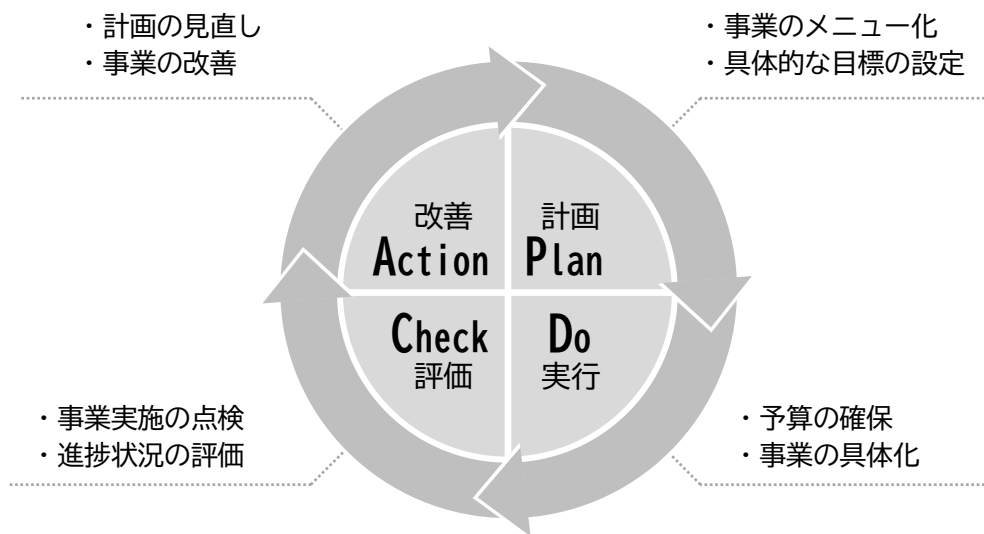 ・計画の見直し
・事業の改善
・事業のメニュー化
・具体的な目標の設定
改善
Action
計画
Plan
Check
評価
Do
実行
・事業実施の点検
・進捗状況の評価
・予算の確保
・事業の具体化